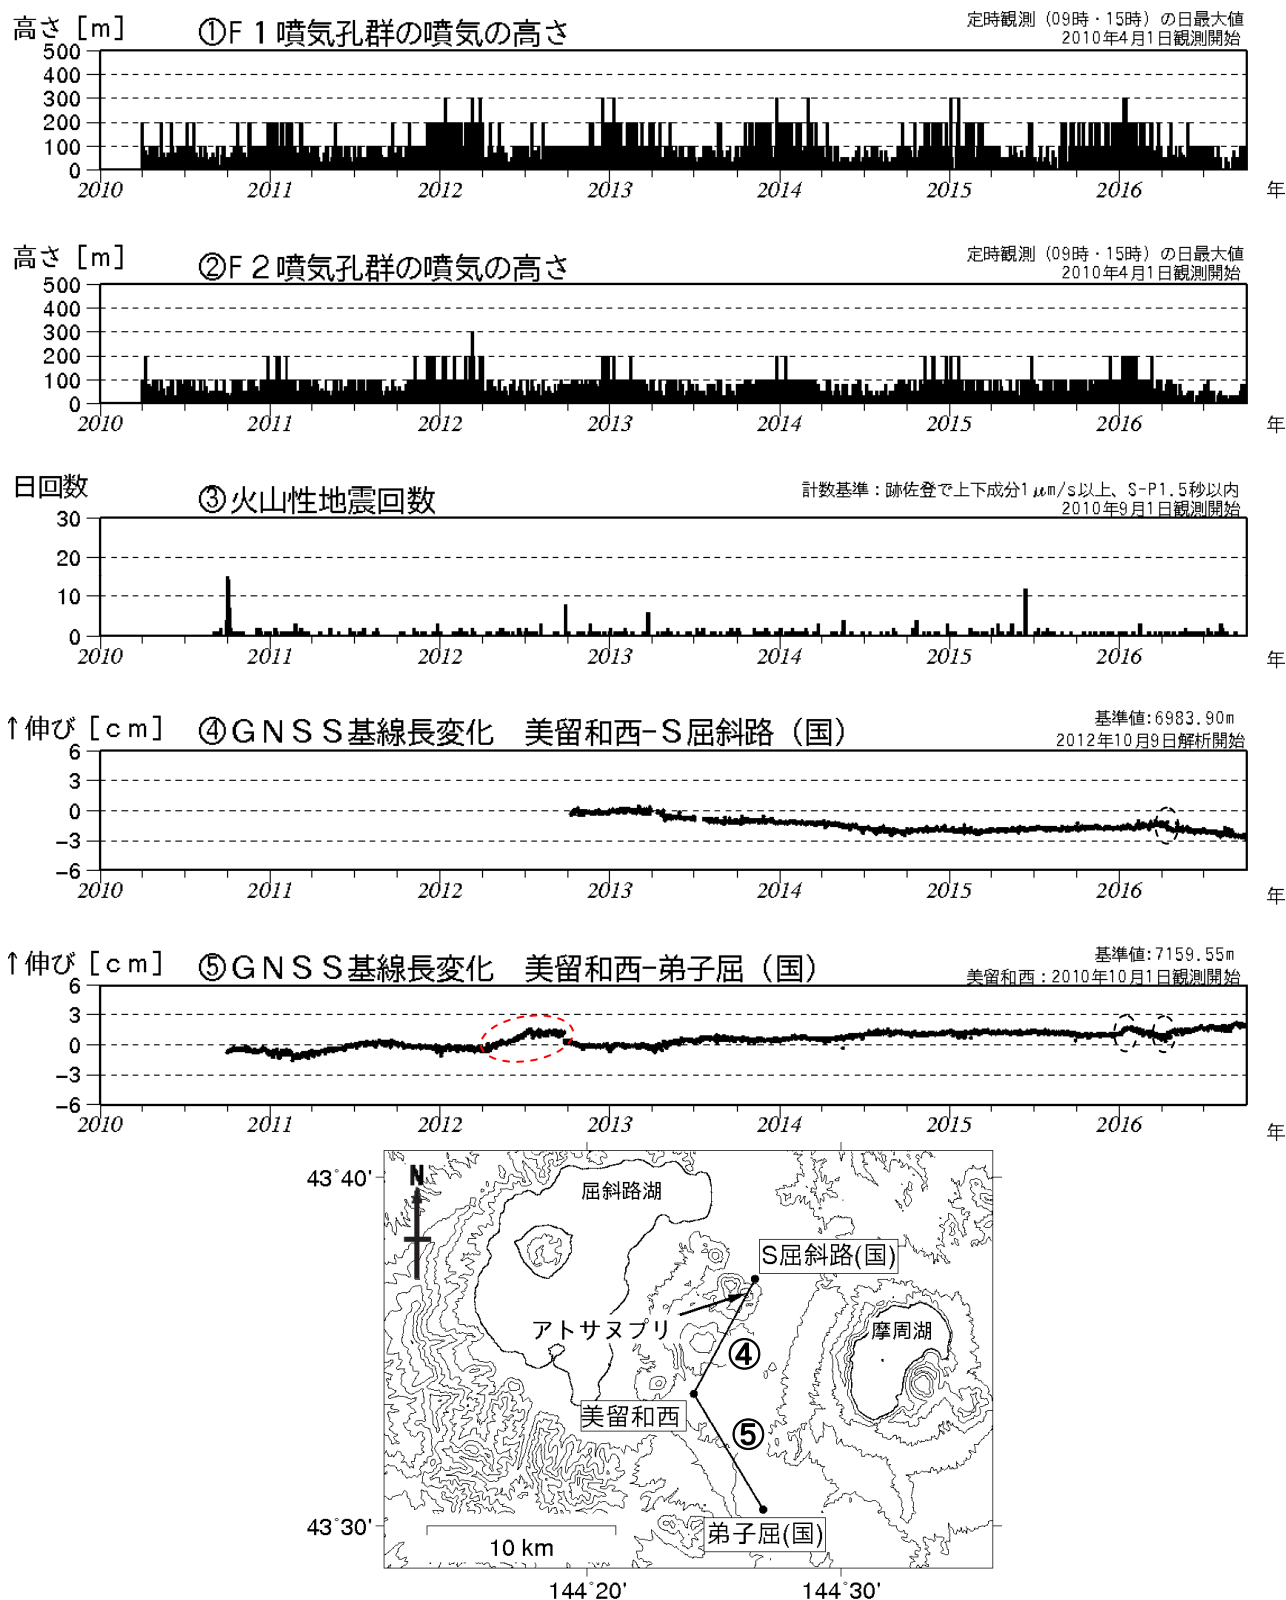 高さ［m］
①F１噴気孔群の噴気の高さ
定時観測（09時・15時）の日最大値
2010年4月1日観測開始
500
400
300
200
100
0
2010 2011 2012 2013 2014 2015 2016 年
高さ［m］
②F２噴気孔群の噴気の高さ
定時観測（09時・15時）の日最大値
2010年4月1日観測開始
500
400
300
200
100
0
2010 2011 2012 2013 2014 2015 2016 年
日回数
③火山性地震回数
計数基準：跡佐登で上下成分1μm/s以上、S-P1.5秒以内
2010年9月1日観測開始
30
20
10
0
2010 2011 2012 2013 2014 2015 2016 年
↑伸び［ｃｍ］
④ＧＮＳＳ基線長変化　美留和西-Ｓ屈斜路（国）
基準値:6983.90m
2012年10月9日解析開始
6
3
0
-3
-6
2010 2011 2012 2013 2014 2015 2016 年
↑伸び［ｃｍ］
⑤ＧＮＳＳ基線長変化　美留和西-弟子屈（国）
基準値:7159.55m
美留和西：2010年10月1日観測開始
6
3
0
-3
-6
2010 2011 2012 2013 2014 2015 2016 年
43°40'
N
屈斜路湖
S屈斜路(国)
アトサヌプリ
摩周湖
④
美留和西
⑤
43°30'
弟子屈(国)
10 km
144°20' 144°30'